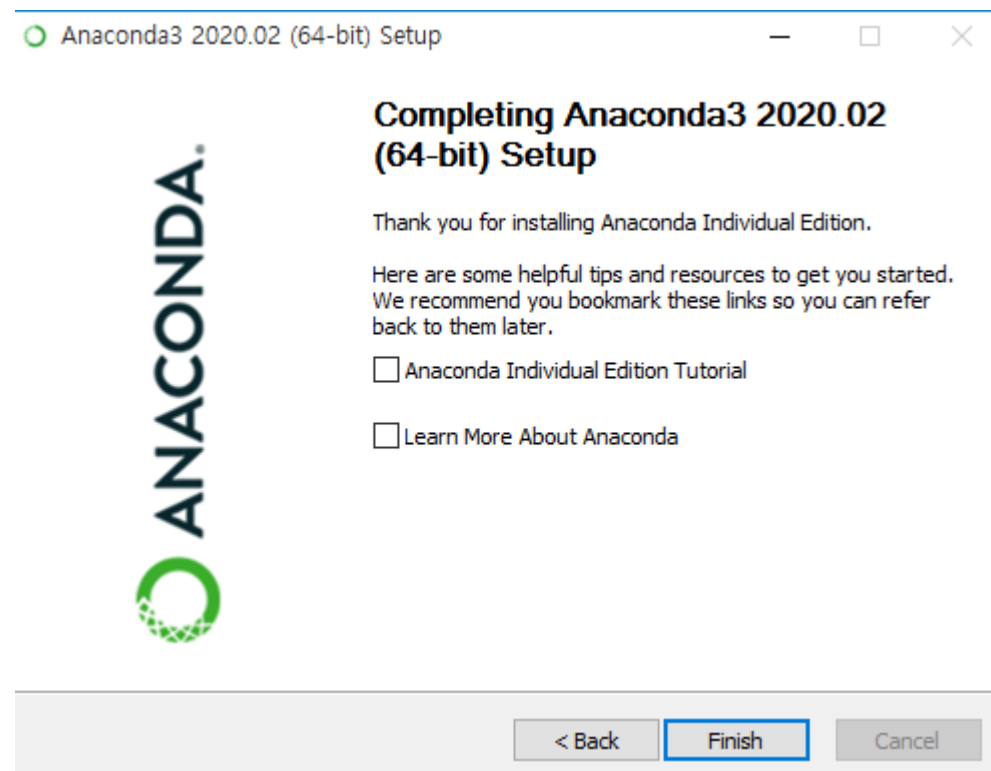 Anaconda3 2020.02 (64-bit) Setup
Completing Anaconda3 2020.02
(64-bit) Setup
Thank you for installing Anaconda Individual Edition.
Here are some helpful tips and resources to get you started.
We recommend you bookmark these links so you can refer
back to them later.
Anaconda Individual Edition Tutorial
Learn More About Anaconda
ANACONDA.
< Back
Finish
Cancel